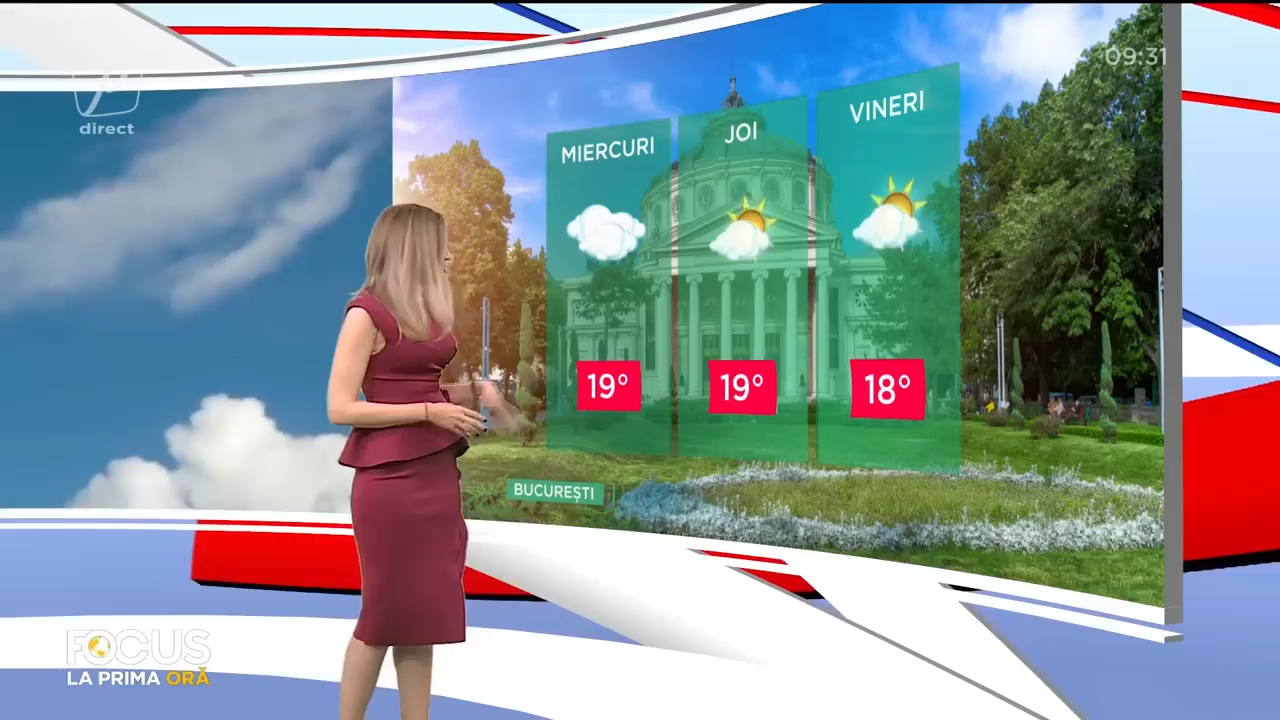 09:31
direct
MIERCURI
JOI
VINERI
19°
19°
18°
BUCUREȘTI
FOCUS
LA PRIMA ORĂ